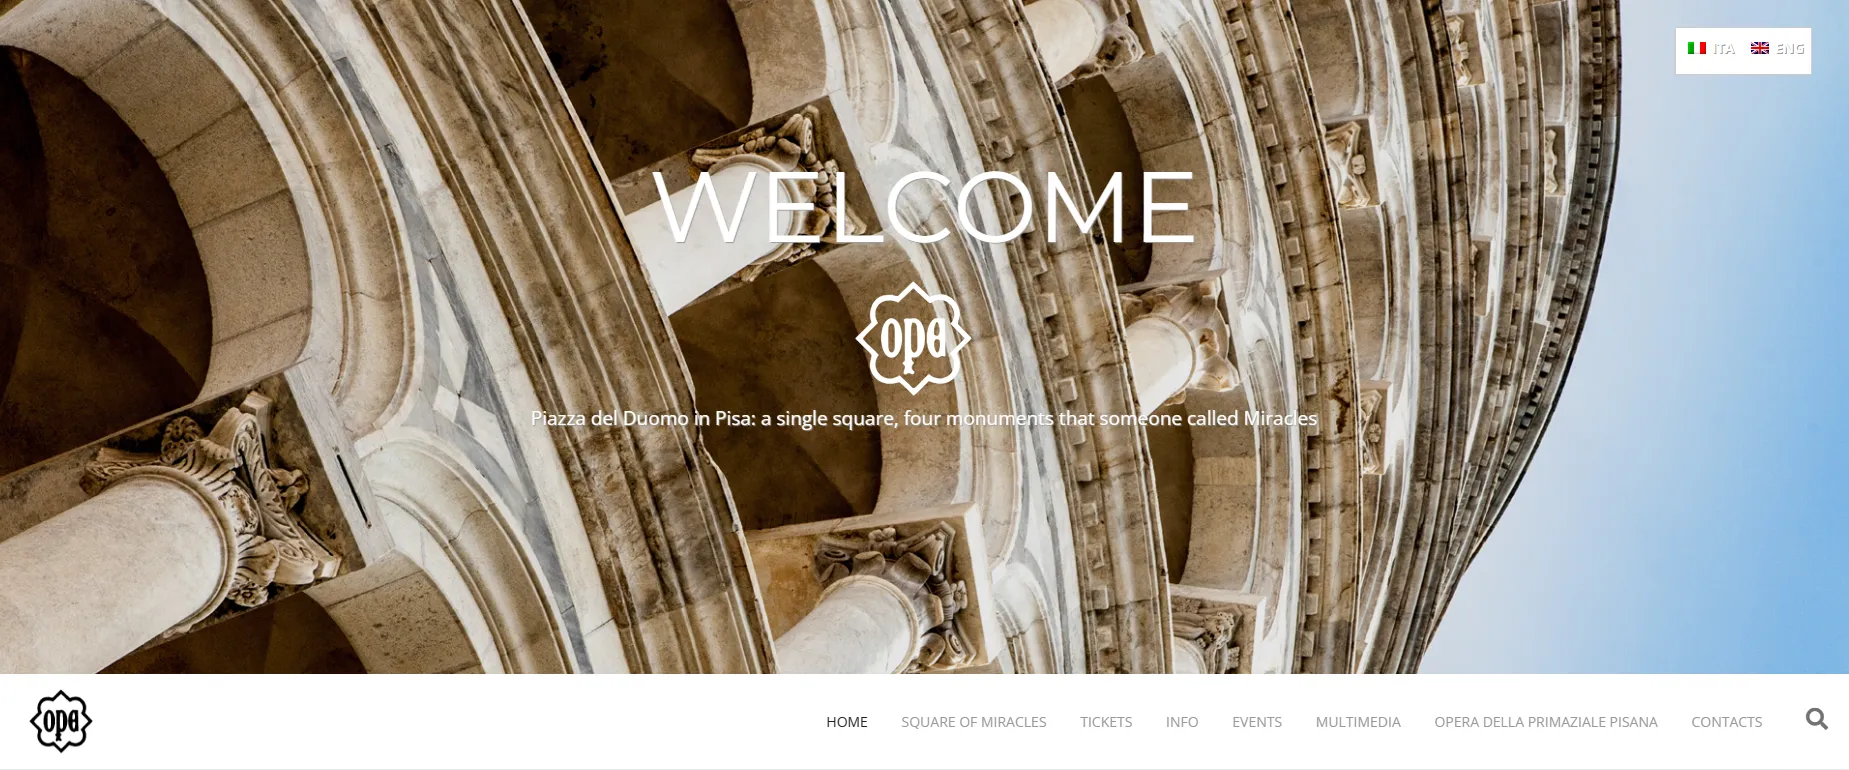 ITA ENG
WELCOME
opa
Piazza del Duomo in Pisa: a single square, four monuments that someone called Miracles
opa
HOME SQUARE OF MIRACLES TICKETS INFO EVENTS MULTIMEDIA OPERA DELLA PRIMAZIALE PISANA CONTACTS